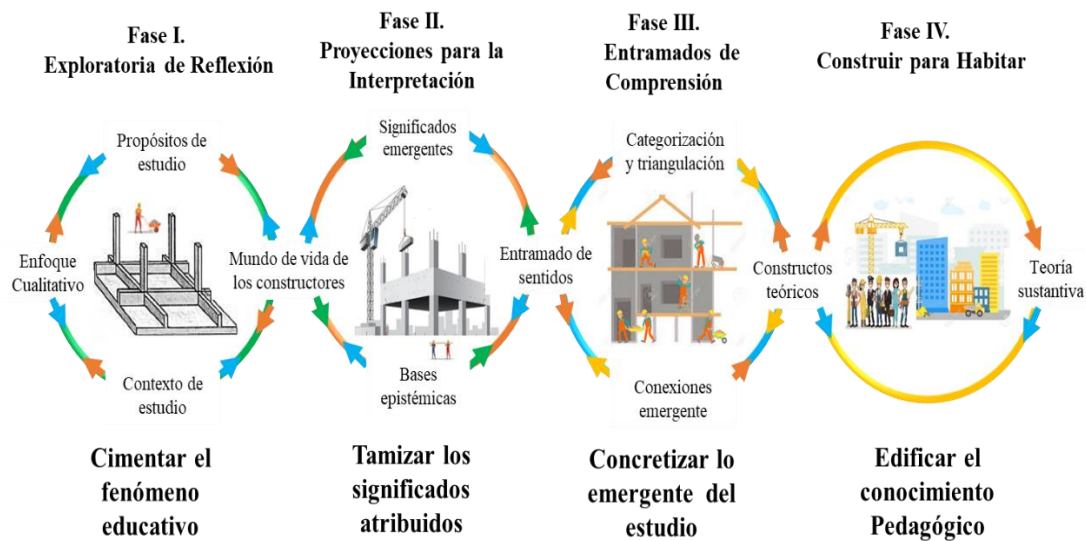 Fase I.
Exploratoria de Reflexión
Fase II.
Proyecciones para la
Interpretación
Fase III.
Entramados de
Comprensión
Fase IV.
Construir para Habitar
Propósitos de
estudio
Enfoque
Cualitativo
Contexto de
estudio
Mundo de vida de
los constructores
Significados
emergentes
Bases
epistémicas
Entramado de
sentidos
Categorización
y triangulación
Conexiones
emergente
Constructos
teóricos
Teoría
sustantiva
Cimentar el
fenómeno
educativo
Tamizar los
significados
atribuidos
Concretizar lo
emergente del
estudio
Edificar el
conocimiento
Pedagógico